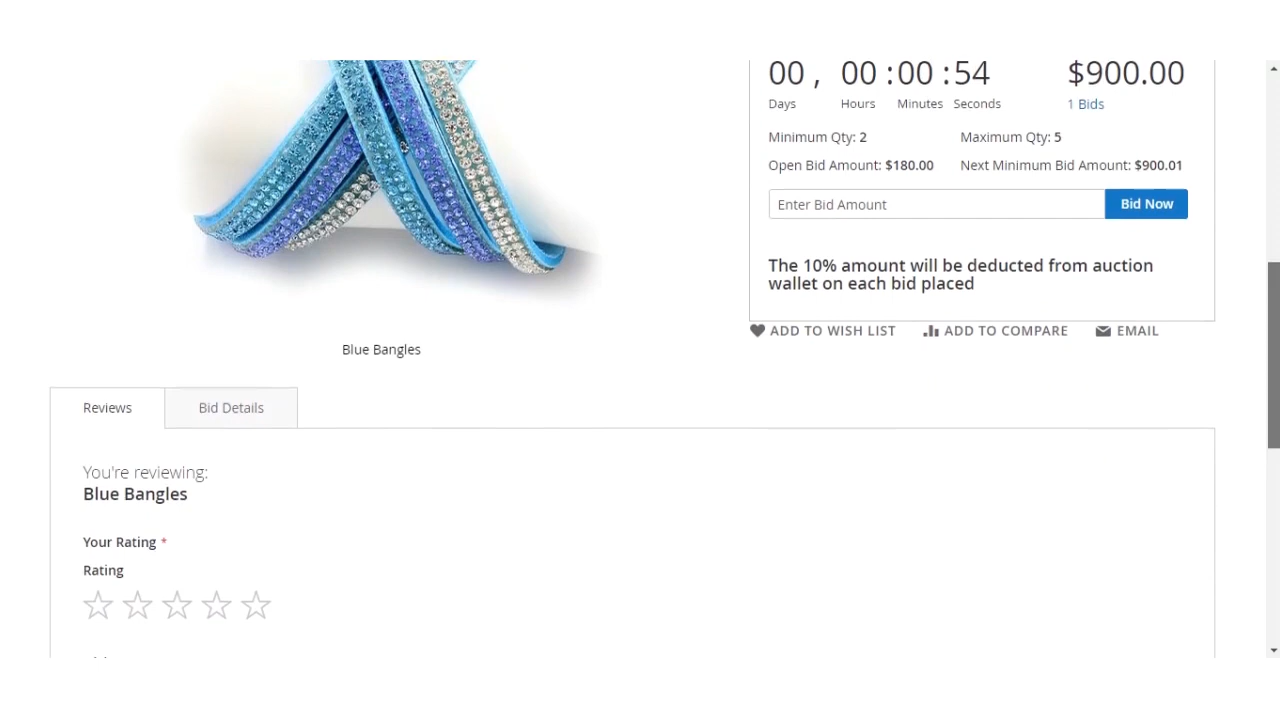 00 , 00 : 00 : 54 $900.00
Days Hours Minutes Seconds 1 Bids
Minimum Qty: 2 Maximum Qty: 5
Open Bid Amount: $180.00 Next Minimum Bid Amount: $900.01
Enter Bid Amount Bid Now
The 10% amount will be deducted from auction
wallet on each bid placed
ADD TO WISH LIST ADD TO COMPARE EMAIL
Blue Bangles
Reviews Bid Details
You're reviewing:
Blue Bangles
Your Rating *
Rating